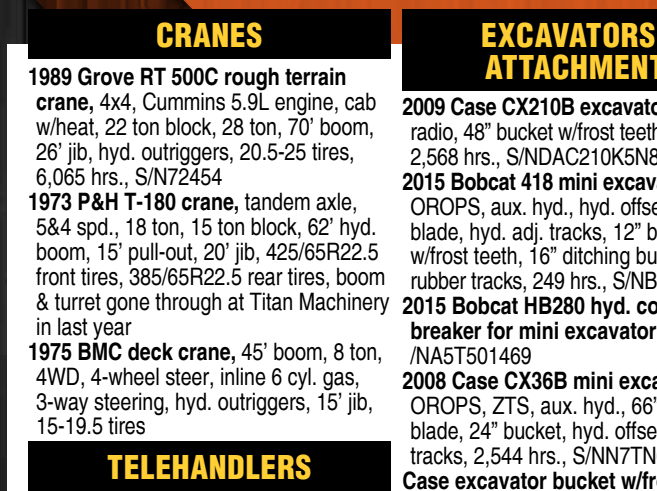 CRANES
1989 Grove RT 500C rough terrain
crane, 4x4, Cummins 5.9L engine, cab
w/heat, 22 ton block, 28 ton, 70’ boom,
26’ jib, hyd. outriggers, 20.5-25 tires,
6,065 hrs., S/N72454
1973 P&H T-180 crane, tandem axle,
5&4 spd., 18 ton, 15 ton block, 62’ hyd.
boom, 15’ pull-out, 20’ jib, 425/65R22.5
front tires, 385/65R22.5 rear tires, boom
& turret gone through at Titan Machinery
in last year
1975 BMC deck crane, 45’ boom, 8 ton,
4WD, 4-wheel steer, inline 6 cyl. gas,
3-way steering, hyd. outriggers, 15’ jib,
15-19.5 tires
TELEHANDLERS
EXCAVATORS
ATTACHMENT
2009 Case CX210B excavato
radio, 48” bucket w/frost teeth
2,568 hrs., S/NDAC210K5N8
2015 Bobcat 418 mini excav
OROPS, aux. hyd., hyd. offse
blade, hyd. adj. tracks, 12” b
w/frost teeth, 16” ditching bu
rubber tracks, 249 hrs., S/NB
2015 Bobcat HB280 hyd. co
breaker for mini excavator
/NA5T501469
2008 Case CX36B mini exca
OROPS, ZTS, aux. hyd., 66”
blade, 24” bucket, hyd. offse
tracks, 2,544 hrs., S/NN7TN
Case excavator bucket w/fr